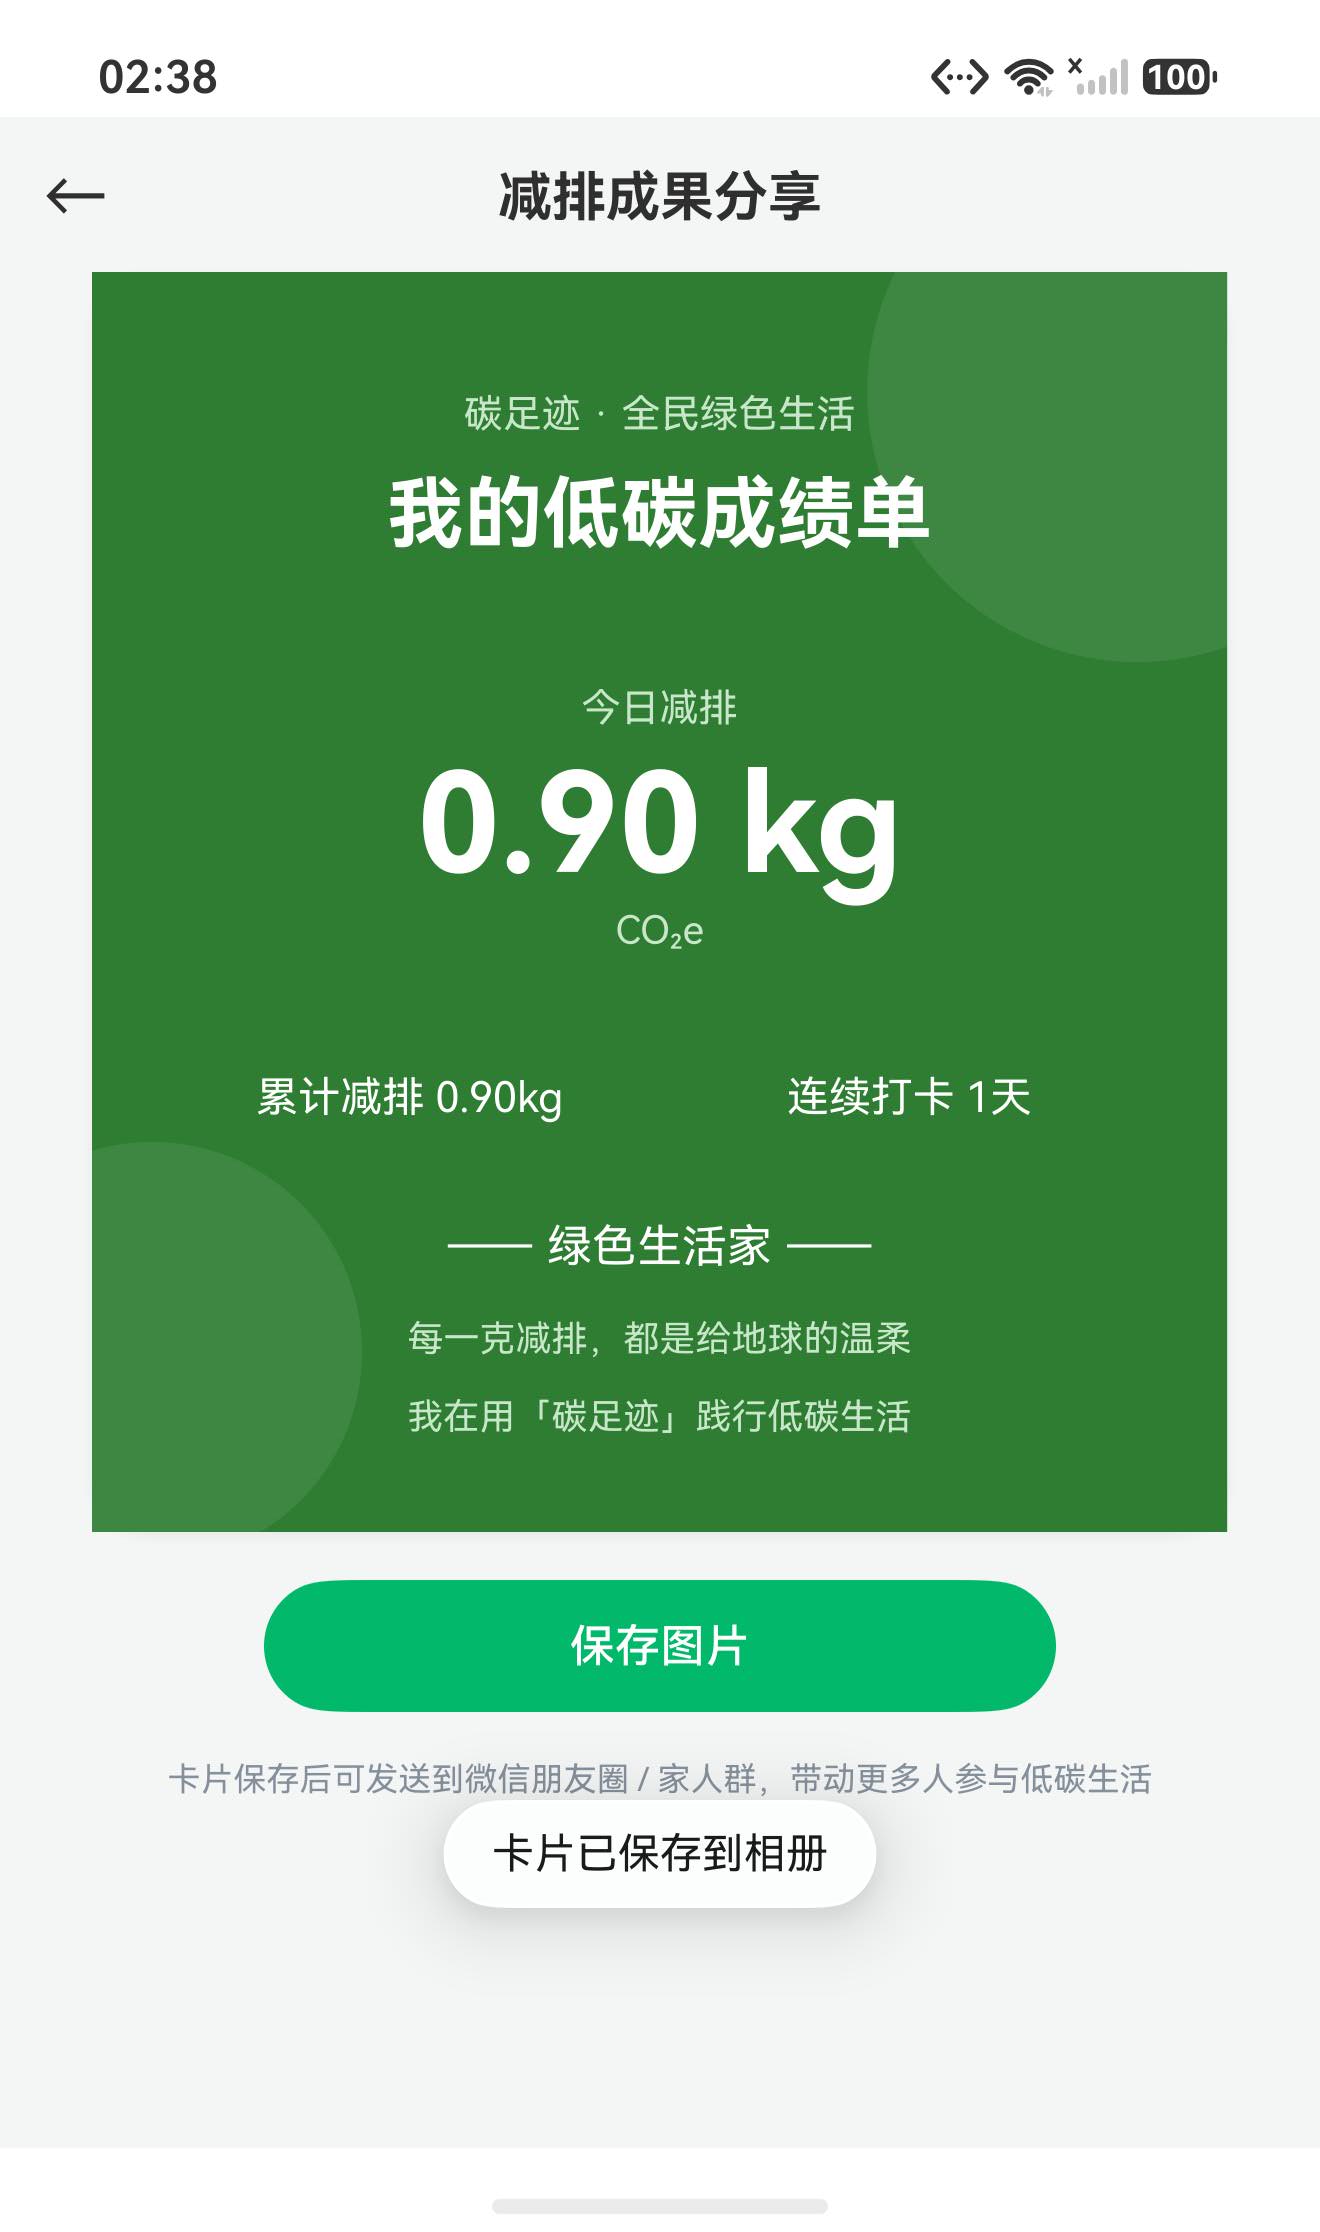 02:38
100
减排成果分享
碳足迹 · 全民绿色生活
我的低碳成绩单
今日减排
0.90 kg
CO₂e
累计减排 0.90kg 连续打卡 1天
—— 绿色生活家 ——
每一克减排，都是给地球的温柔
我在用「碳足迹」践行低碳生活
保存图片
卡片保存后可发送到微信朋友圈 / 家人群，带动更多人参与低碳生活
卡片已保存到相册